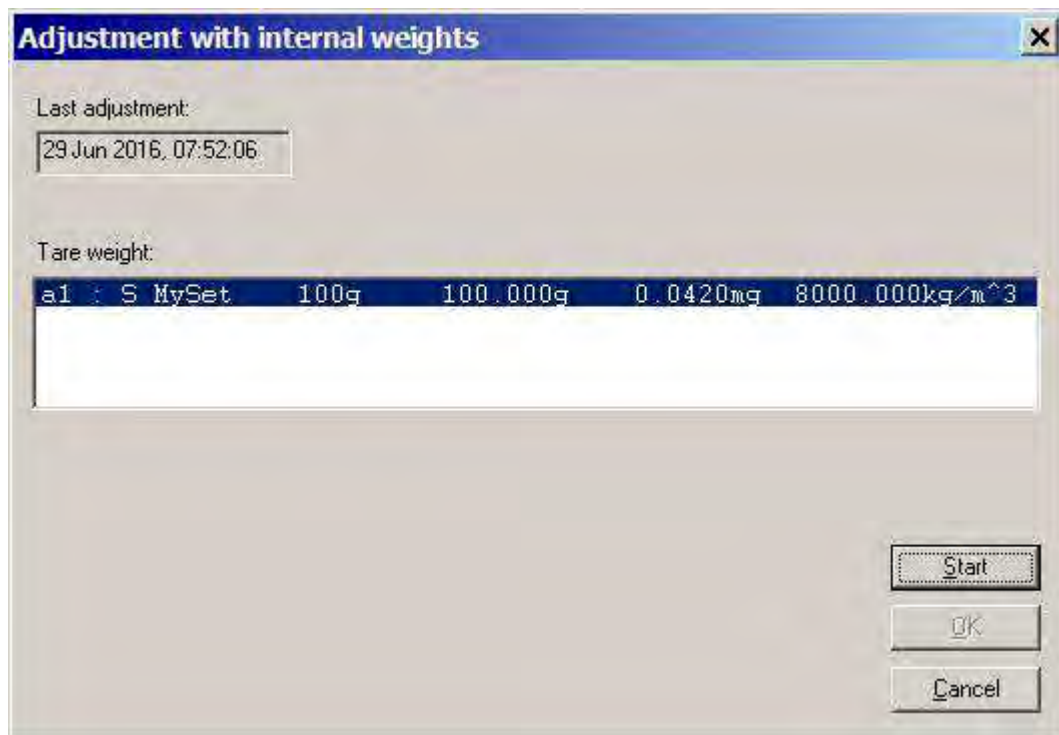 Adjustment with internal weights
Last adjustment:
29 Jun 2016, 07:52:06
Tare weight:
a1 : S MySet 100g 100.000g 0.0420mg 8000.000kg/m^3
Start
OK
Cancel